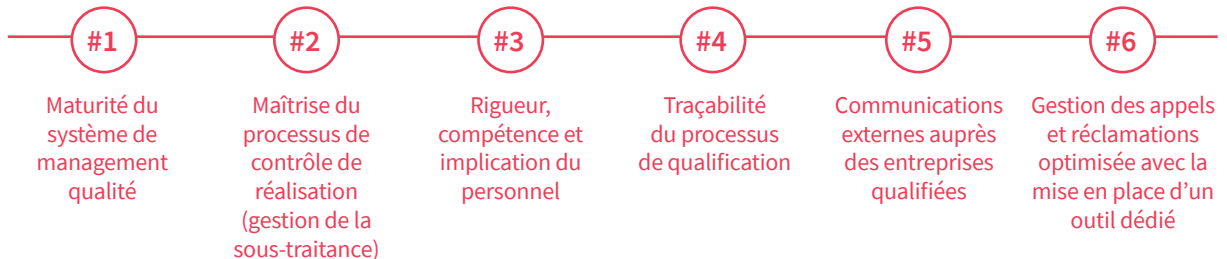 #1
Maturité du
système de
management
qualité
#2
Maîtrise du
processus de
contrôle de
réalisation
(gestion de la
sous-traitance)
#3
Rigueur,
compétence et
implication du
personnel
#4
Traçabilité
du processus
de qualification
#5
Communications
externes auprès
des entreprises
qualifiées
#6
Gestion des appels
et réclamations
optimisée avec la
mise en place d’un
outil dédié